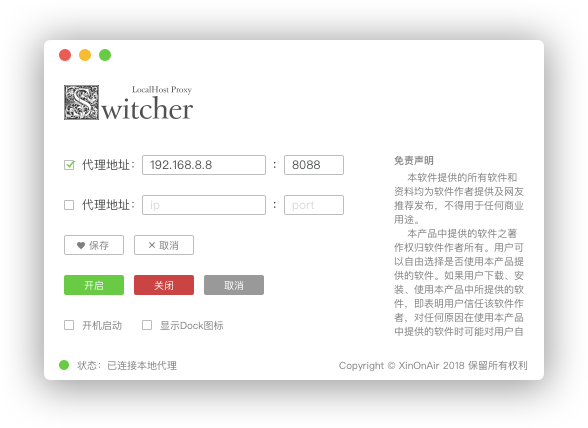 LocalHost Proxy
Switcher
代理地址： 192.168.8.8 : 8088
代理地址： ip : port
保存 取消
开启 关闭 取消
开机启动 显示Dock图标
免责声明
本软件提供的所有软件和
资料均为软件作者提供及网友
推荐发布，不得用于任何商业
用途。
本产品中提供的软件之著
作权归软件作者所有。用户可
以自由选择是否使用本产品提
供的软件。如果用户下载、安
装、使用本产品中所提供的软
件，即表明用户信任该软件作
者，对任何原因在使用本产品
中提供的软件时可能对用户自
状态：已连接本地代理
Copyright © XinOnAir 2018 保留所有权利